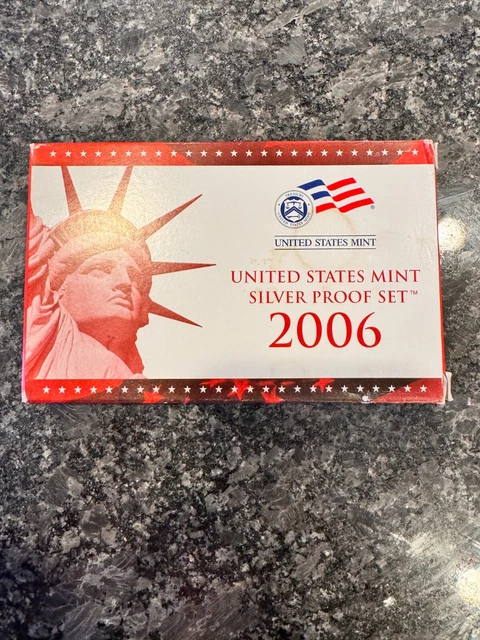 UNITED STATES MINT
UNITED STATES MINT
SILVER PROOF SET™
2006